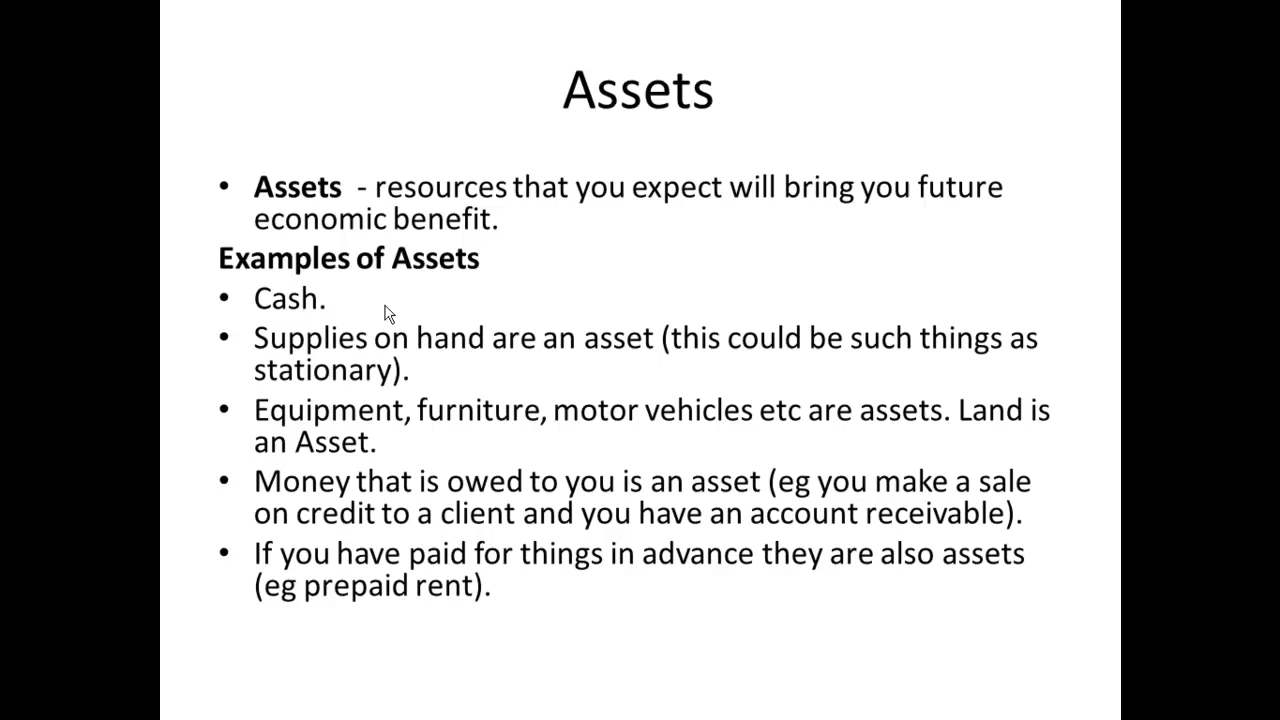 Assets
• Assets - resources that you expect will bring you future
economic benefit.
Examples of Assets
• Cash.
• Supplies on hand are an asset (this could be such things as
stationary).
• Equipment, furniture, motor vehicles etc are assets. Land is
an Asset.
• Money that is owed to you is an asset (eg you make a sale
on credit to a client and you have an account receivable).
• If you have paid for things in advance they are also assets
(eg prepaid rent).